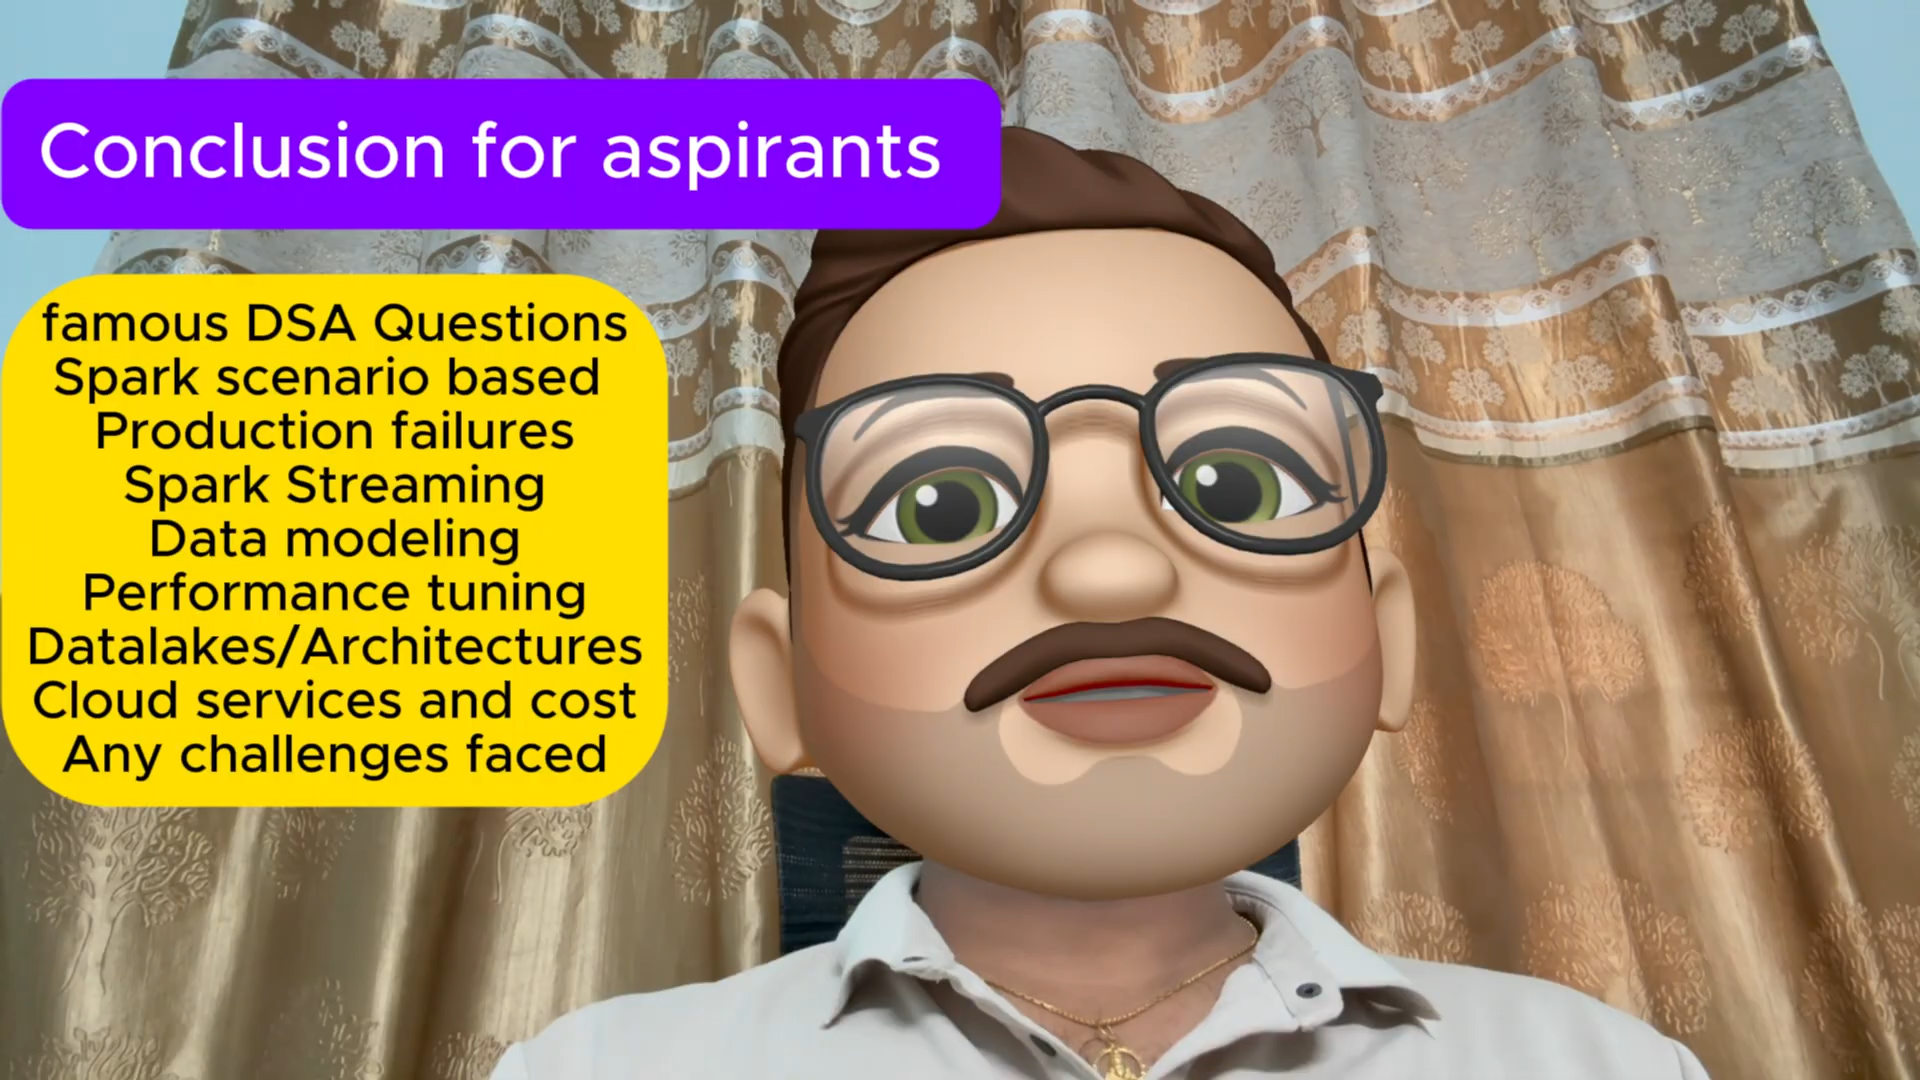 Conclusion for aspirants
famous DSA Questions
Spark scenario based
Production failures
Spark Streaming
Data modeling
Performance tuning
Datalakes/Architectures
Cloud services and cost
Any challenges faced